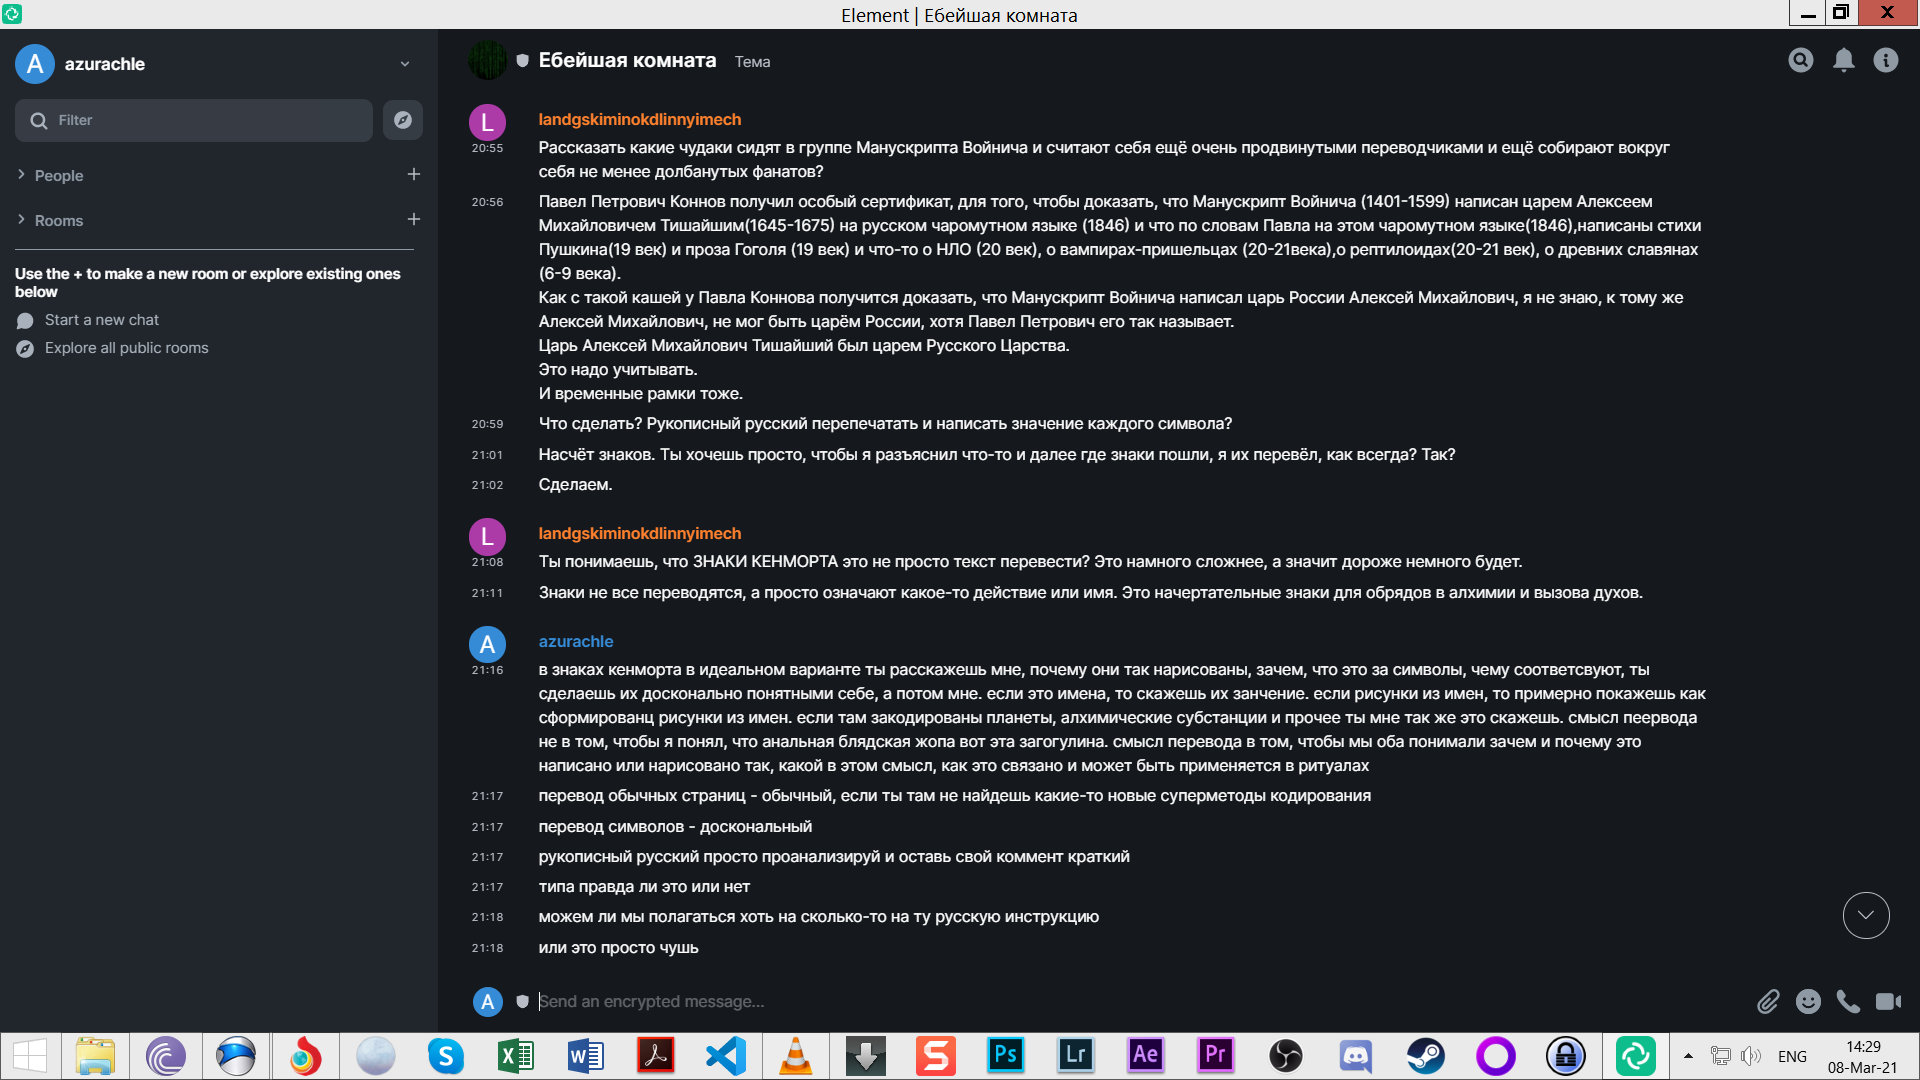 Element | Ебейшая комната
A
azurachle
Filter
People
Rooms
Use the + to make a new room or explore existing ones
below
Start a new chat
Explore all public rooms
Ебейшая комната Тема
L
landgskiminokdlinnyimech
20:55 Рассказать какие чудаки сидят в группе Манускрипта Войнича и считают себя ещё очень продвинутыми переводчиками и ещё собирают вокруг
себя не менее долбанутых фанатов?
20:56 Павел Петрович Коннов получил особый сертификат, для того, чтобы доказать, что Манускрипт Войнича (1401-1599) написан царем Алексеем
Михайловичем Тишайшим(1645-1675) на русском чаромутном языке (1846) и что по словам Павла на этом чаромутном языке(1846),написаны стихи
Пушкина(19 век) и проза Гоголя (19 век) и что-то о НЛО (20 век), о вампирах-пришельцах (20-21века),о рептилоидах(20-21 век), о древних славянах
(6-9 века).
Как с такой кашей у Павла Коннова получится доказать, что Манускрипт Войнича написал царь России Алексей Михайлович, я не знаю, к тому же
Алексей Михайлович, не мог быть царём России, хотя Павел Петрович его так называет.
Царь Алексей Михайлович Тишайший был царем Русского Царства.
Это надо учитывать.
И временные рамки тоже.
20:59 Что сделать? Рукописный русский перепечатать и написать значение каждого символа?
21:01 Насчёт знаков. Ты хочешь просто, чтобы я разъяснил что-то и далее где знаки пошли, я их перевёл, как всегда? Так?
21:02 Сделаем.
L
landgskiminokdlinnyimech
21:08 Ты понимаешь, что ЗНАКИ КЕНМОРТА это не просто текст перевести? Это намного сложнее, а значит дороже немного будет.
21:11 Знаки не все переводятся, а просто означают какое-то действие или имя. Это начертательные знаки для обрядов в алхимии и вызова духов.
A
azurachle
21:16 в знаках кенморта в идеальном варианте ты расскажешь мне, почему они так нарисованы, зачем, что это за символы, чему соответсвуют, ты
сделаешь их досконально понятными себе, а потом мне. если это имена, то скажешь их занчение. если рисунки из имен, то примерно покажешь как
сформированц рисунки из имен. если там закодированы планеты, алхимические субстанции и прочее ты мне так же это скажешь. смысл пеервода
не в том, чтобы я понял, что анальная блядская жопа вот эта загогулина. смысл перевода в том, чтобы мы оба понимали зачем и почему это
написано или нарисовано так, какой в этом смысл, как это связано и может быть применяется в ритуалах
21:17 перевод обычных страниц - обычный, если ты там не найдешь какие-то новые суперметоды кодирования
21:17 перевод символов - доскональный
21:17 рукописный русский просто проанализируй и оставь свой коммент краткий
21:17 типа правда ли это или нет
21:18 можем ли мы полагаться хоть на сколько-то на ту русскую инструкцию
21:18 или это просто чушь
A
Send an encrypted message...
S
X
W
S
Ps
Lr
Ae
Pr
ENG
14:29
08-Mar-21